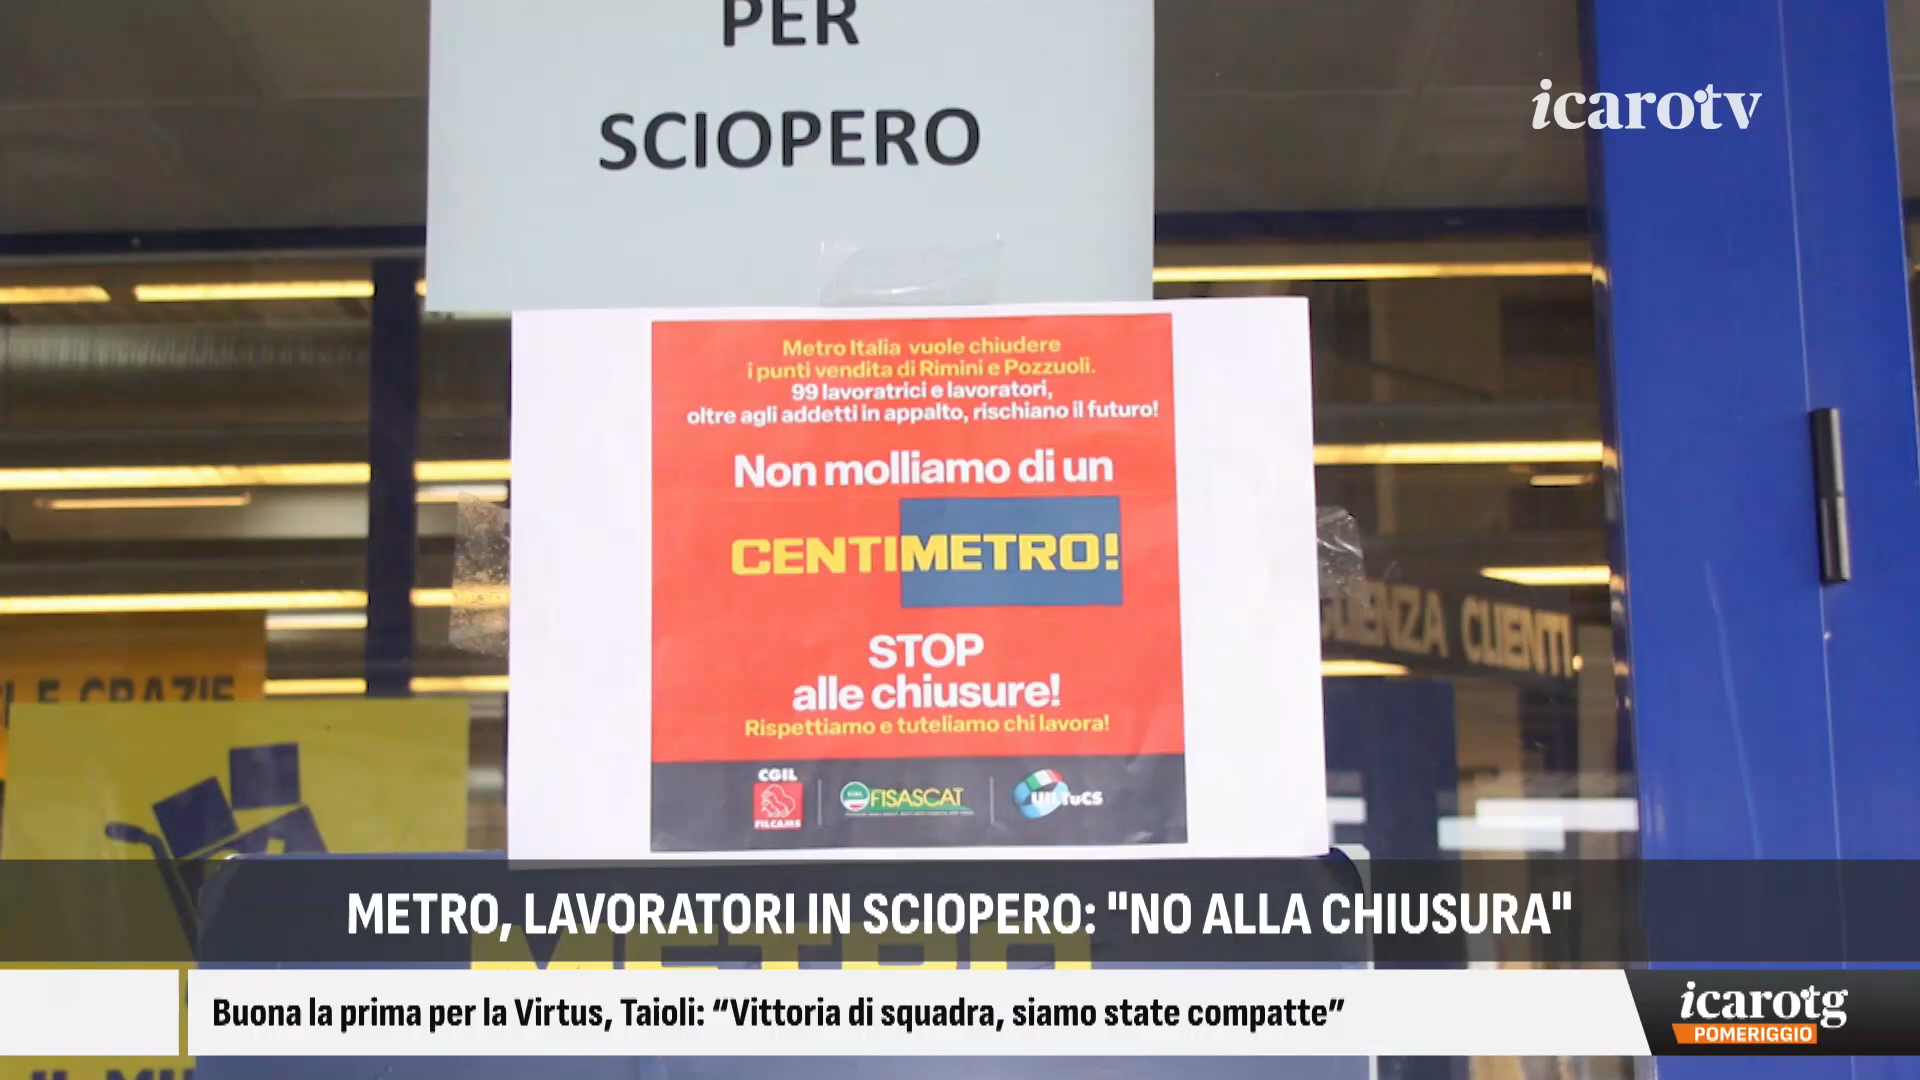 PER
SCIOPERO
icarotv
Metro Italia vuole chiudere
i punti vendita di Rimini e Pozzuoli.
99 lavoratrici e lavoratori,
oltre agli addetti in appalto, rischiano il futuro!
Non molliamo di un
CENTIMETRO!
STOP
alle chiusure!
Rispettiamo e tuteliamo chi lavora!
CGIL
FILCAMS
FISASCAT
UILTuCS
CLIENTI
E GRAZIE
METRO, LAVORATORI IN SCIOPERO: "NO ALLA CHIUSURA"
METRO
Buona la prima per la Virtus, Taioli: “Vittoria di squadra, siamo state compatte”
icarotg
POMERIGGIO